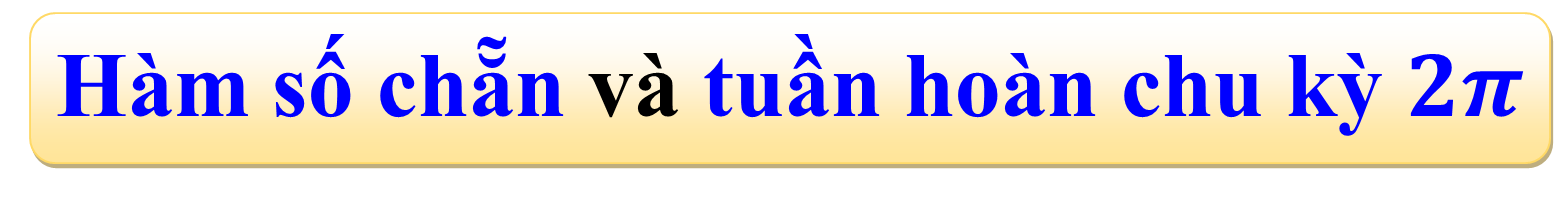 Hàm số chẵn và tuần hoàn chu kỳ 2π